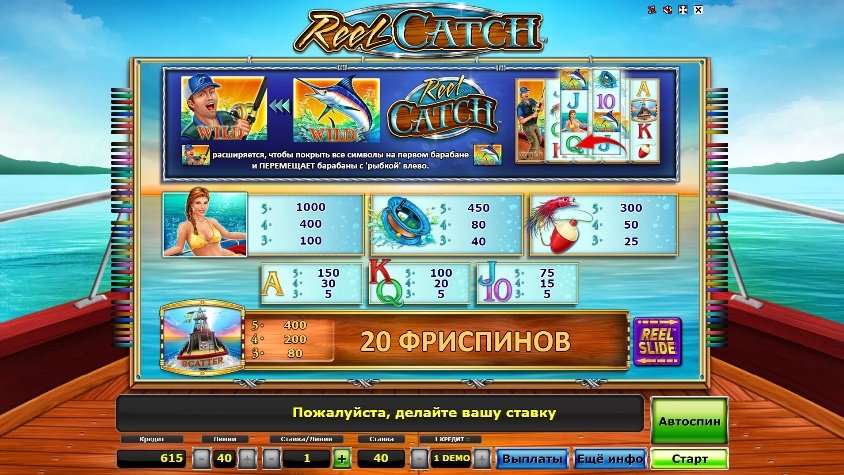 Reel CATCH
WILD
WILD
Reel CATCH
J 10 A
K
расширяется, чтобы покрыть все символы на первом барабане
и ПЕРЕМЕЩАЕТ барабаны с 'рыбкой' влево.
5- 1000
4- 400
3- 100
5- 450
4- 80
3- 40
5- 300
4- 50
3- 25
A
5- 150
4- 30
3- 5
K Q
5- 100
4- 20
3- 5
J 10
5- 75
4- 15
3- 5
SCATTER
5- 400
4- 200
3- 80
20 ФРИСПИНОВ
REEL SLIDE
Пожалуйста, делайте вашу ставку
Автоспин
Кредит Линии Ставка/Линии Ставка 1 КРЕДИТ =
615 - 40 + - 1 + 40 - 1 DEMO + Выплаты Ещё инфо Старт